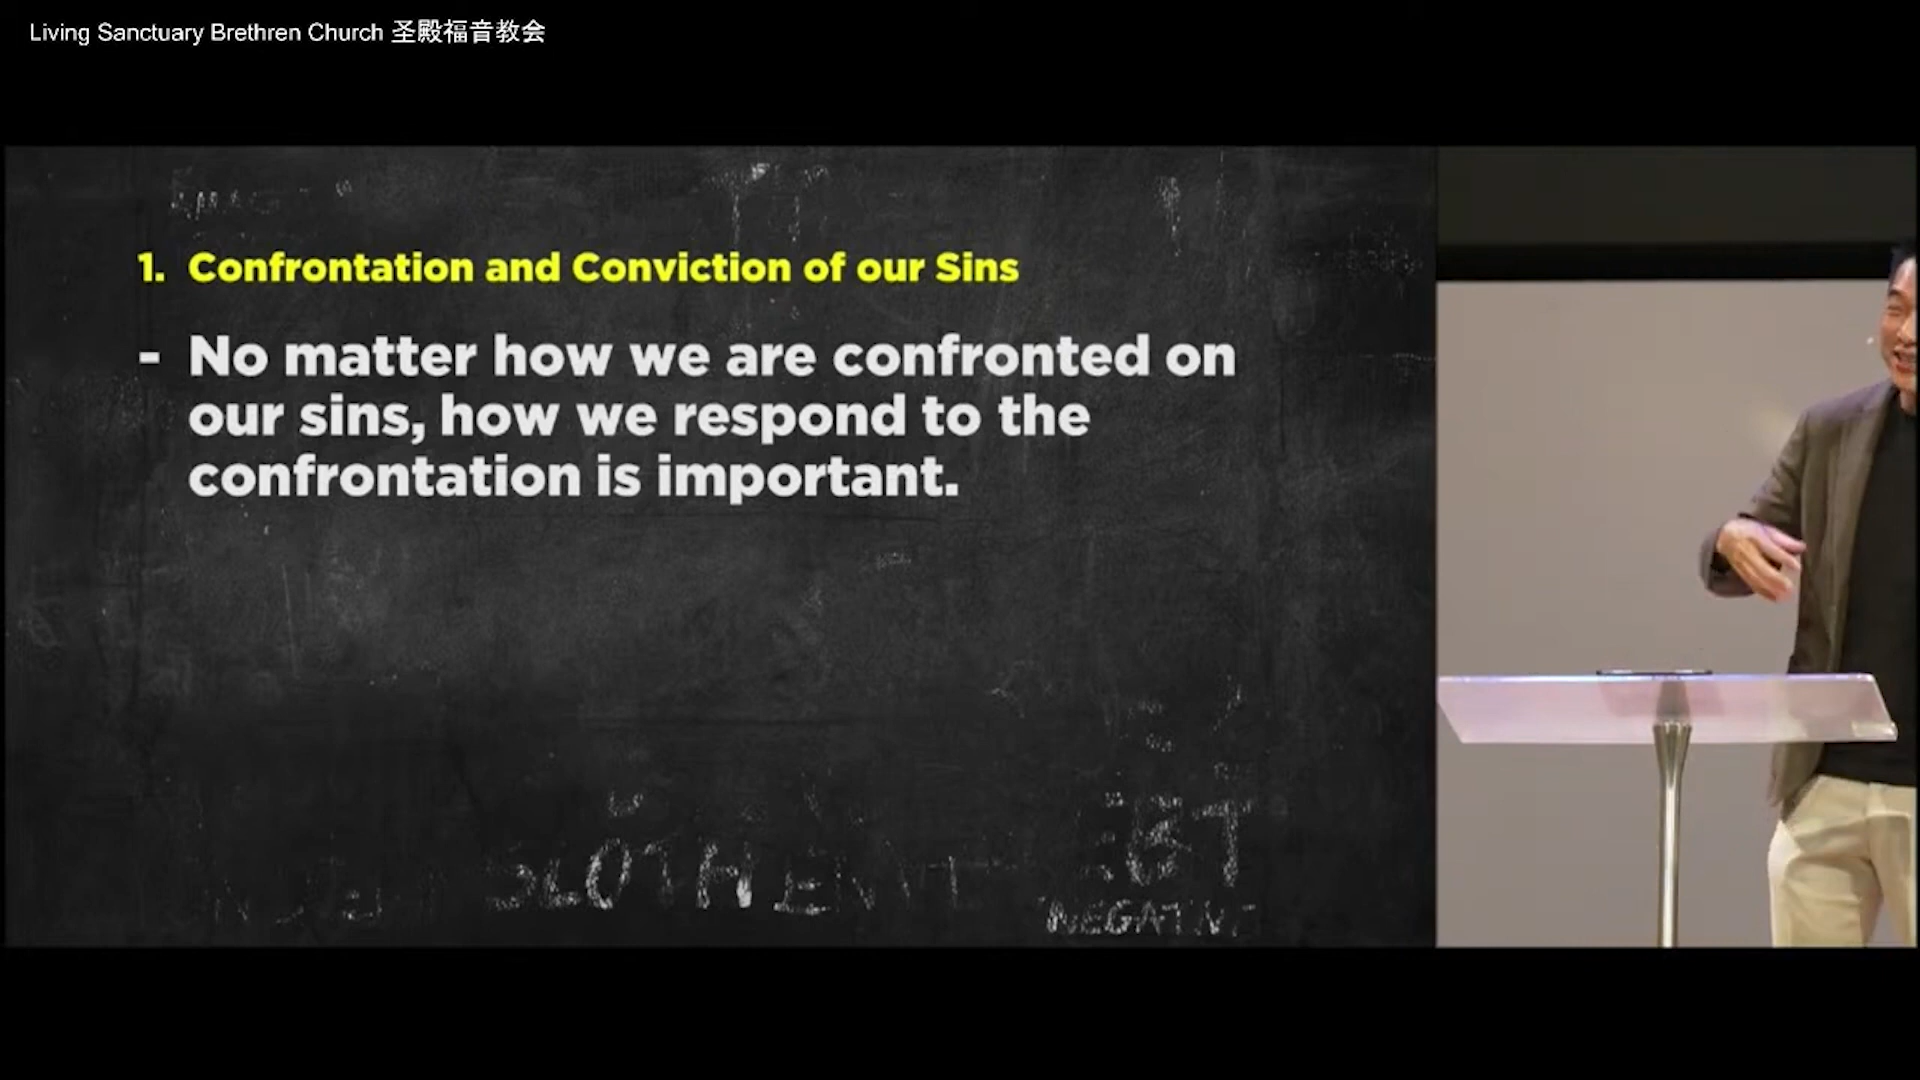 Living Sanctuary Brethren Church 圣殿福音教会
1. Confrontation and Conviction of our Sins
- No matter how we are confronted on
our sins, how we respond to the
confrontation is important.
NEGATIVE